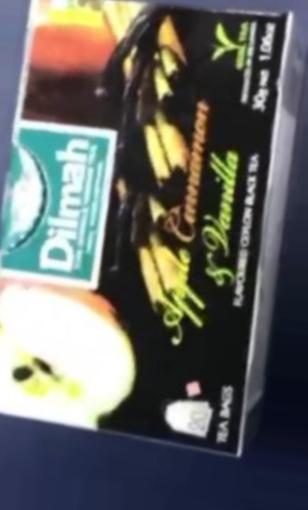 Dilmah
Apple Cinnamon
& Vanilla
FLAVOURED CEYLON BLACK TEA
20
TEA BAGS
30g net 1.06oz